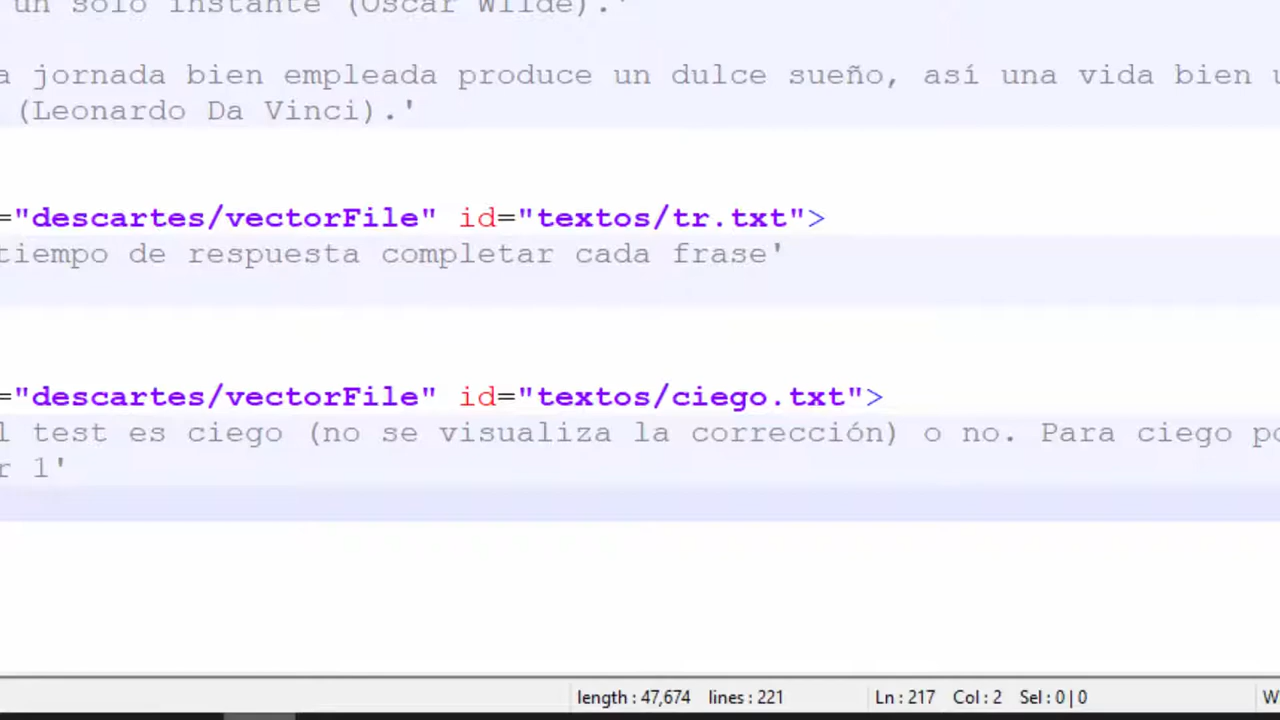 un solo instante (Oscar Wilde).'
a jornada bien empleada produce un dulce sueño, así una vida bien u
(Leonardo Da Vinci).'
="descartes/vectorFile" id="textos/tr.txt">
tiempo de respuesta completar cada frase'
="descartes/vectorFile" id="textos/ciego.txt">
l test es ciego (no se visualiza la corrección) o no. Para ciego po
r 1'
length : 47,674 lines : 221 Ln : 217 Col : 2 Sel : 0 | 0 W